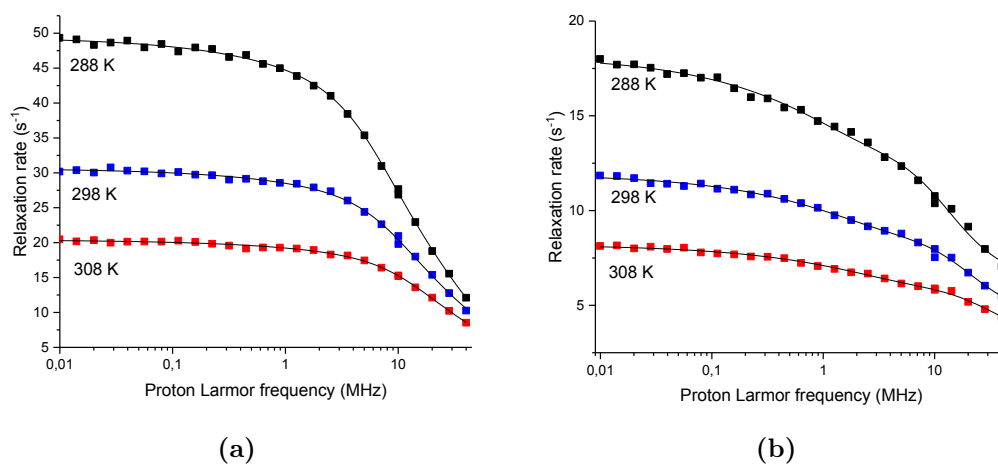 50
45
40
35
30
25
20
15
10
5
Relaxation rate (s⁻¹)
288 K
298 K
308 K
0,01 0,1 1 10
Proton Larmor frequency (MHz)
(a)
20
15
10
5
Relaxation rate (s⁻¹)
288 K
298 K
308 K
0,01 0,1 1 10
Proton Larmor frequency (MHz)
(b)